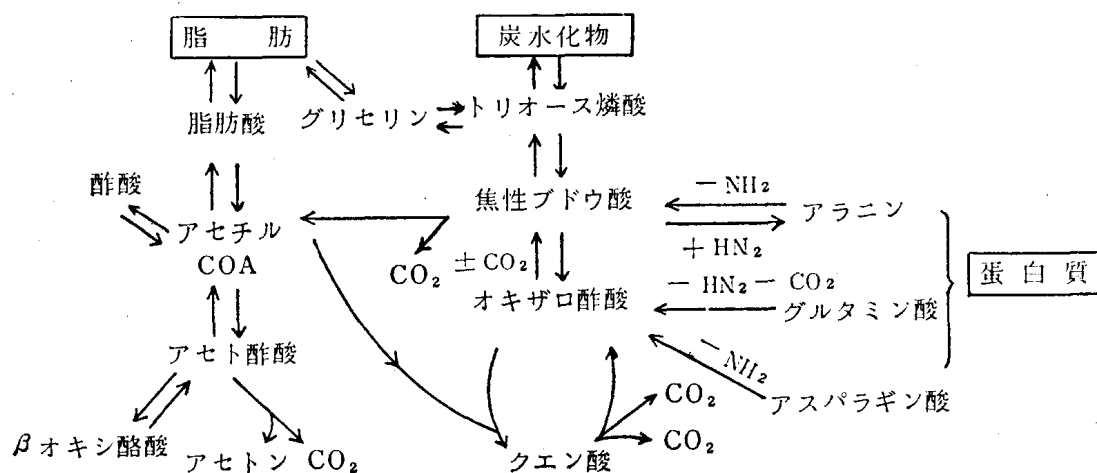 脂肪
炭水化物
脂肪酸
グリセリン
トリオース燐酸
酢酸
焦性ブドウ酸
－NH₂
アラニン
＋HN₂
アセチル
COA
CO₂
±CO₂
オキザロ酢酸
－HN₂－CO₂
グルタミン酸
蛋白質
アセト酢酸
－NH₂
アスパラギン酸
CO₂
CO₂
βオキシ酪酸
アセトン CO₂
クエン酸